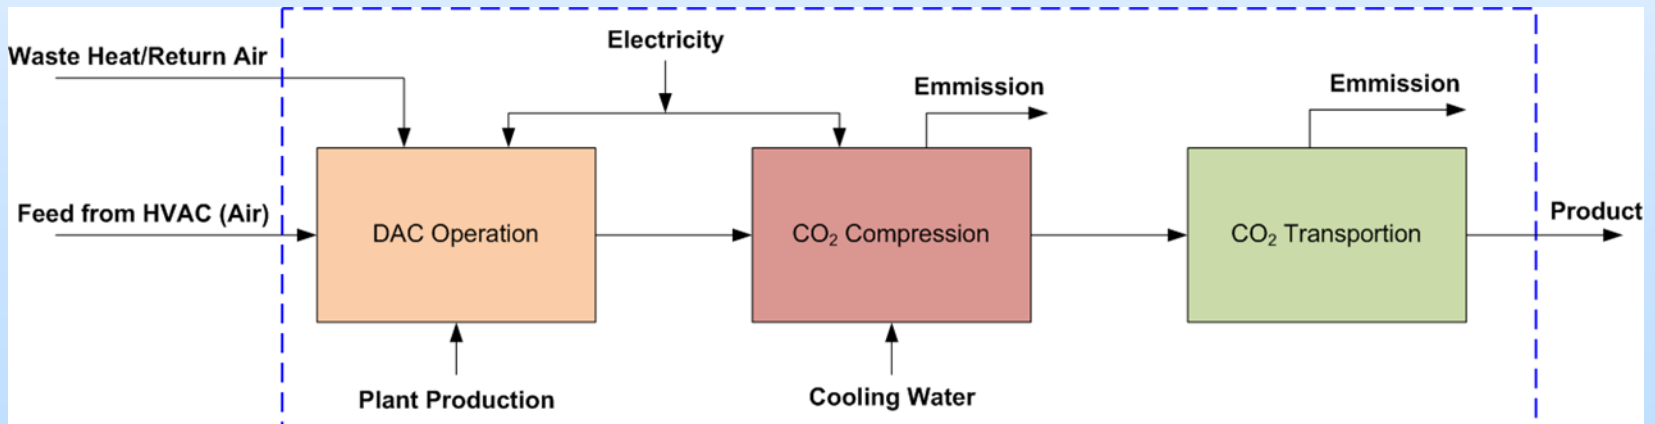 Electricity
Waste Heat/Return Air
Emmission
Emmission
Feed from HVAC (Air)
DAC Operation
CO₂ Compression
CO₂ Transportion
Product
Plant Production
Cooling Water